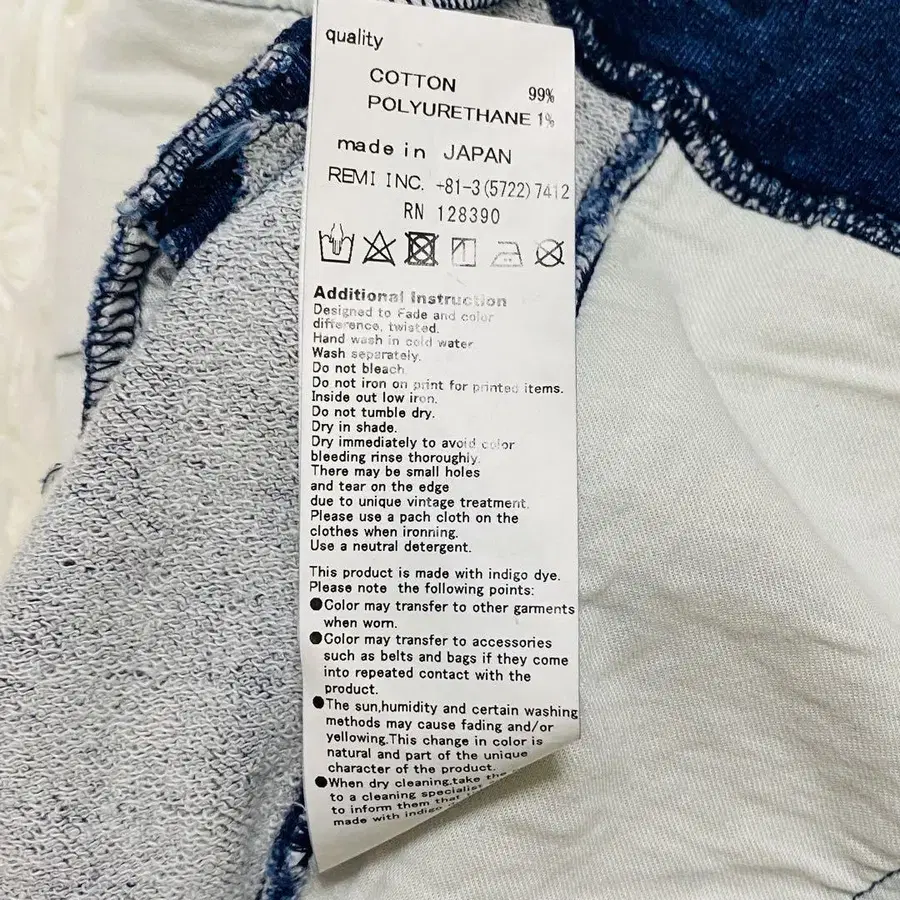 quality
COTTON 99%
POLYURETHANE 1%
made in JAPAN
REMI INC. +81-3(5722)7412
RN 128390
Additional Instruction
Designed to Fade and color
difference, twisted.
Hand wash in cold water
Wash separately.
Do not bleach
Do not iron on print for printed items.
Inside out low iron.
Do not tumble dry.
Dry in shade.
Dry immediately to avoid color
bleeding rinse thoroughly.
There may be small holes
and tear on the edge
due to unique vintage treatment.
Please use a pach cloth on the
clothes when ironning.
Use a neutral detergent.
This product is made with indigo dye.
Please note the following points:
●Color may transfer to other garments
when worn.
●Color may transfer to accessories
such as belts and bags if they come
into repeated contact with the
product.
●The sun,humidity and certain washing
methods may cause fading and/or
yellowing.This change in color is
natural and part of the unique
character of the product.
●When dry cleaning,take the
to a cleaning specialist
to inform them that
made with indigo